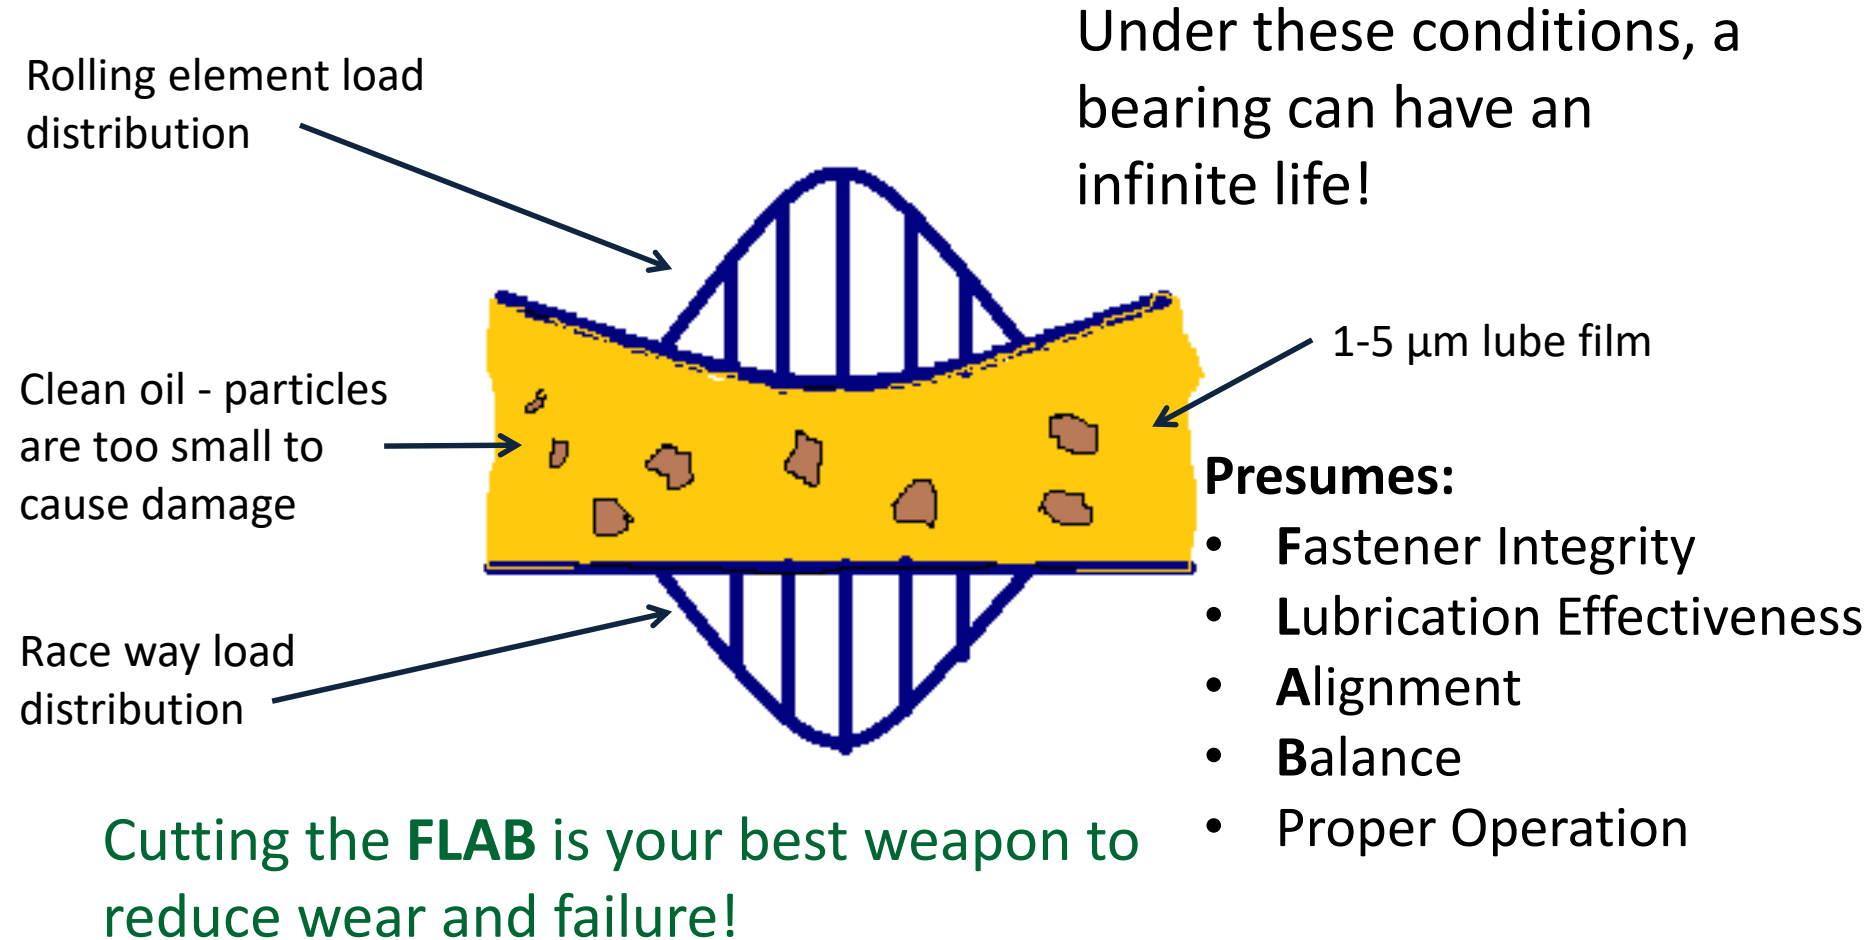 Under these conditions, a
bearing can have an
infinite life!
Rolling element load
distribution
1-5 μm lube film
Clean oil - particles
are too small to
cause damage
Presumes:
• Fastener Integrity
• Lubrication Effectiveness
• Alignment
• Balance
• Proper Operation
Race way load
distribution
Cutting the FLAB is your best weapon to
reduce wear and failure!